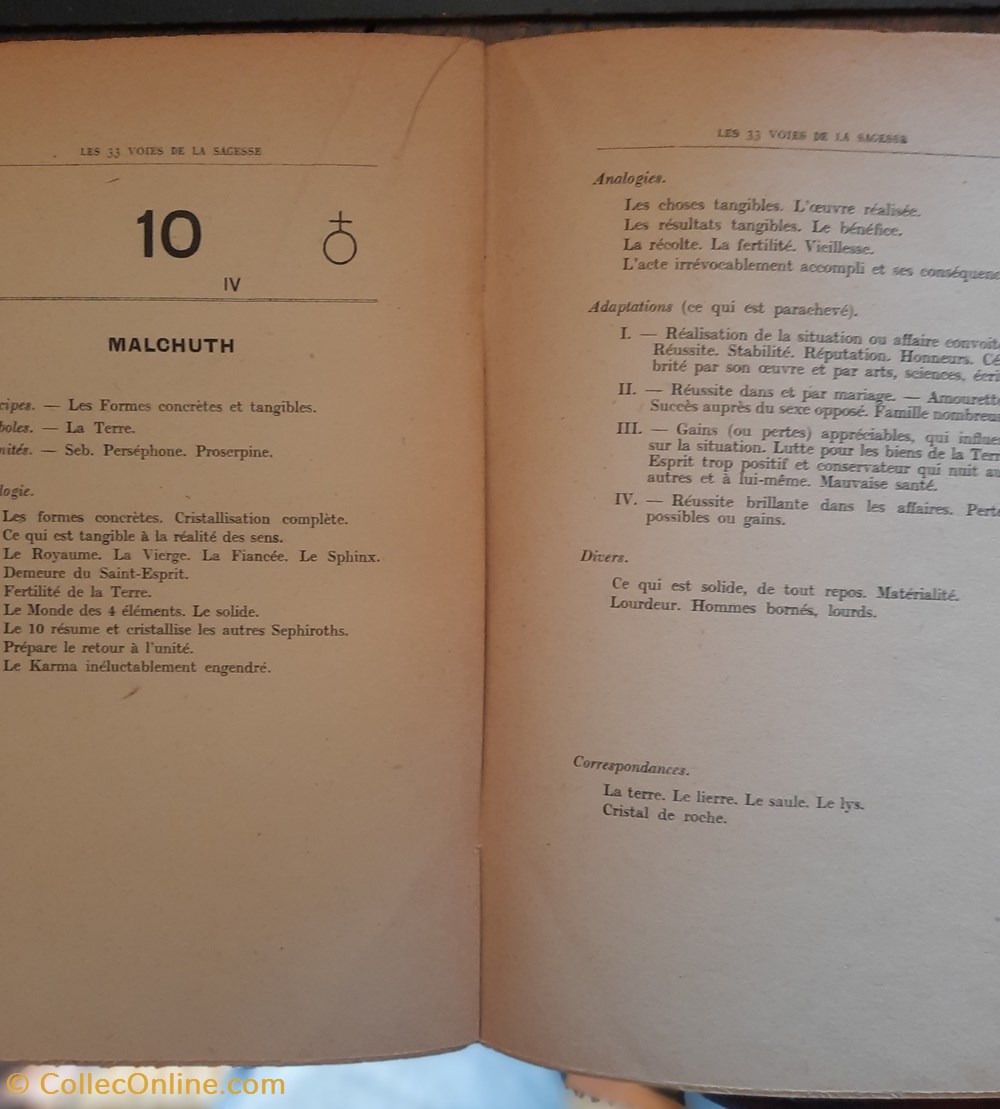 LES 33 VOIES DE LA SAGESSE
10 ♁
IV
MALCHUTH
cipes. — Les Formes concrètes et tangibles.
boles. — La Terre.
nités. — Seb. Perséphone. Proserpine.
logie.
Les formes concrètes. Cristallisation complète.
Ce qui est tangible à la réalité des sens.
Le Royaume. La Vierge. La Fiancée. Le Sphinx.
Demeure du Saint-Esprit.
Fertilité de la Terre.
Le Monde des 4 éléments. Le solide.
Le 10 résume et cristallise les autres Sephiroths.
Prépare le retour à l'unité.
Le Karma inéluctablement engendré.
LES 33 VOIES DE LA SAGESSE
Analogies.
Les choses tangibles. L'œuvre réalisée.
Les résultats tangibles. Le bénéfice.
La récolte. La fertilité. Vieillesse.
L'acte irrévocablement accompli et ses conséquenc
Adaptations (ce qui est parachevé).
I. — Réalisation de la situation ou affaire convoit
Réussite. Stabilité. Réputation. Honneurs. Cé
brité par son œuvre et par arts, sciences, écri
II. — Réussite dans et par mariage. — Amourett
Succès auprès du sexe opposé. Famille nombreu
III. — Gains (ou pertes) appréciables, qui influe
sur la situation. Lutte pour les biens de la Terr
Esprit trop positif et conservateur qui nuit au
autres et à lui-même. Mauvaise santé.
IV. — Réussite brillante dans les affaires. Perte
possibles ou gains.
Divers.
Ce qui est solide, de tout repos. Matérialité.
Lourdeur. Hommes bornés, lourds.
Correspondances.
La terre. Le lierre. Le saule. Le lys.
Cristal de roche.
© CollecOnline.com